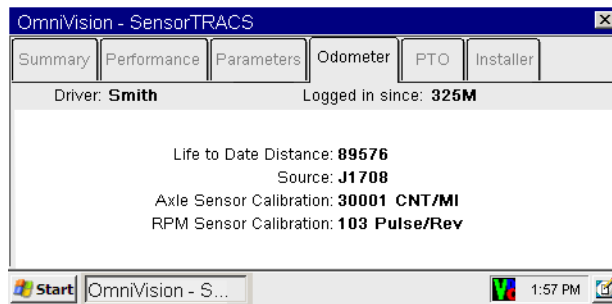 OmniVision - SensorTRACS
Summary Performance Parameters Odometer PTO Installer
Driver: Smith Logged in since: 325M
Life to Date Distance: 89576
Source: J1708
Axle Sensor Calibration: 30001 CNT/MI
RPM Sensor Calibration: 103 Pulse/Rev
Start OmniVision - S... 1:57 PM